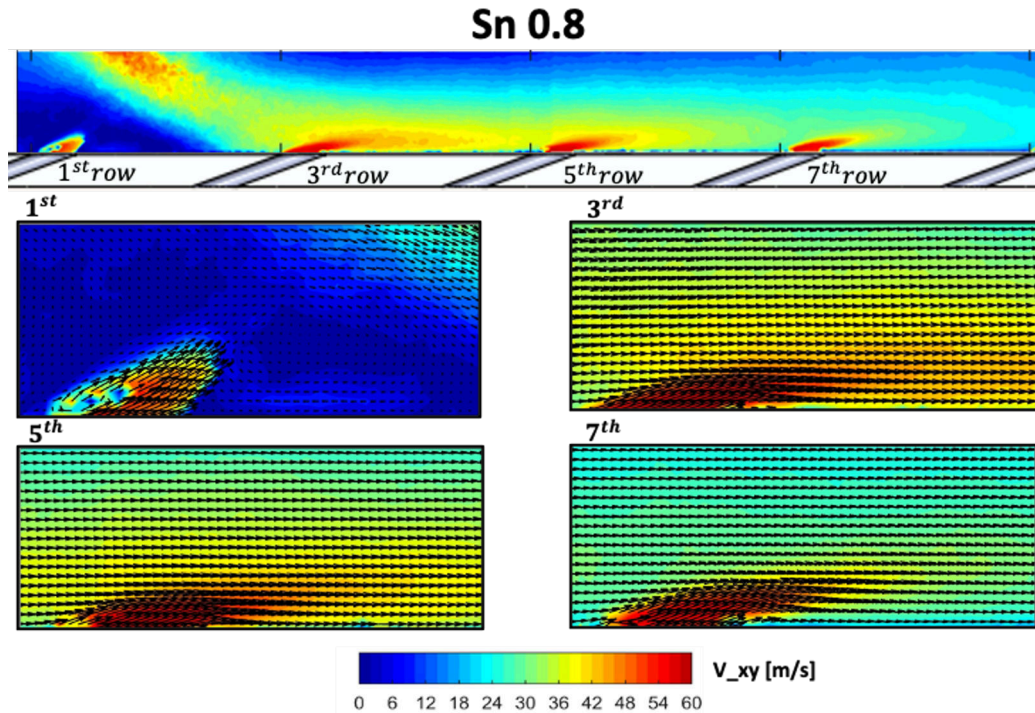 Sn 0.8
1st row 3rd row 5th row 7th row
1st 3rd
5th 7th
V_xy [m/s]
0 6 12 18 24 30 36 42 48 54 60